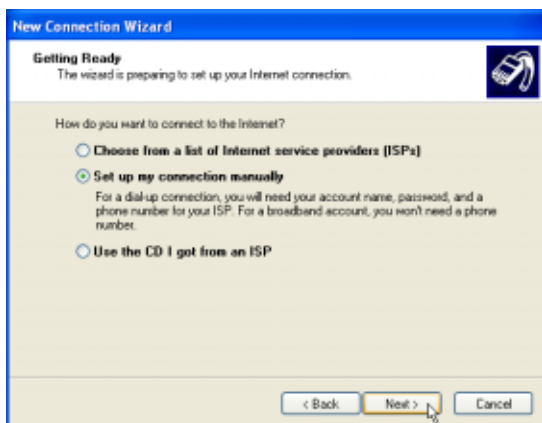 New Connection Wizard
Getting Ready
The wizard is preparing to set up your Internet connection.
How do you want to connect to the Internet?
Choose from a list of Internet service providers (ISPs)
Set up my connection manually
For a dial-up connection, you will need your account name, password, and a
phone number for your ISP. For a broadband account, you won't need a phone
number.
Use the CD I got from an ISP
< Back Next > Cancel